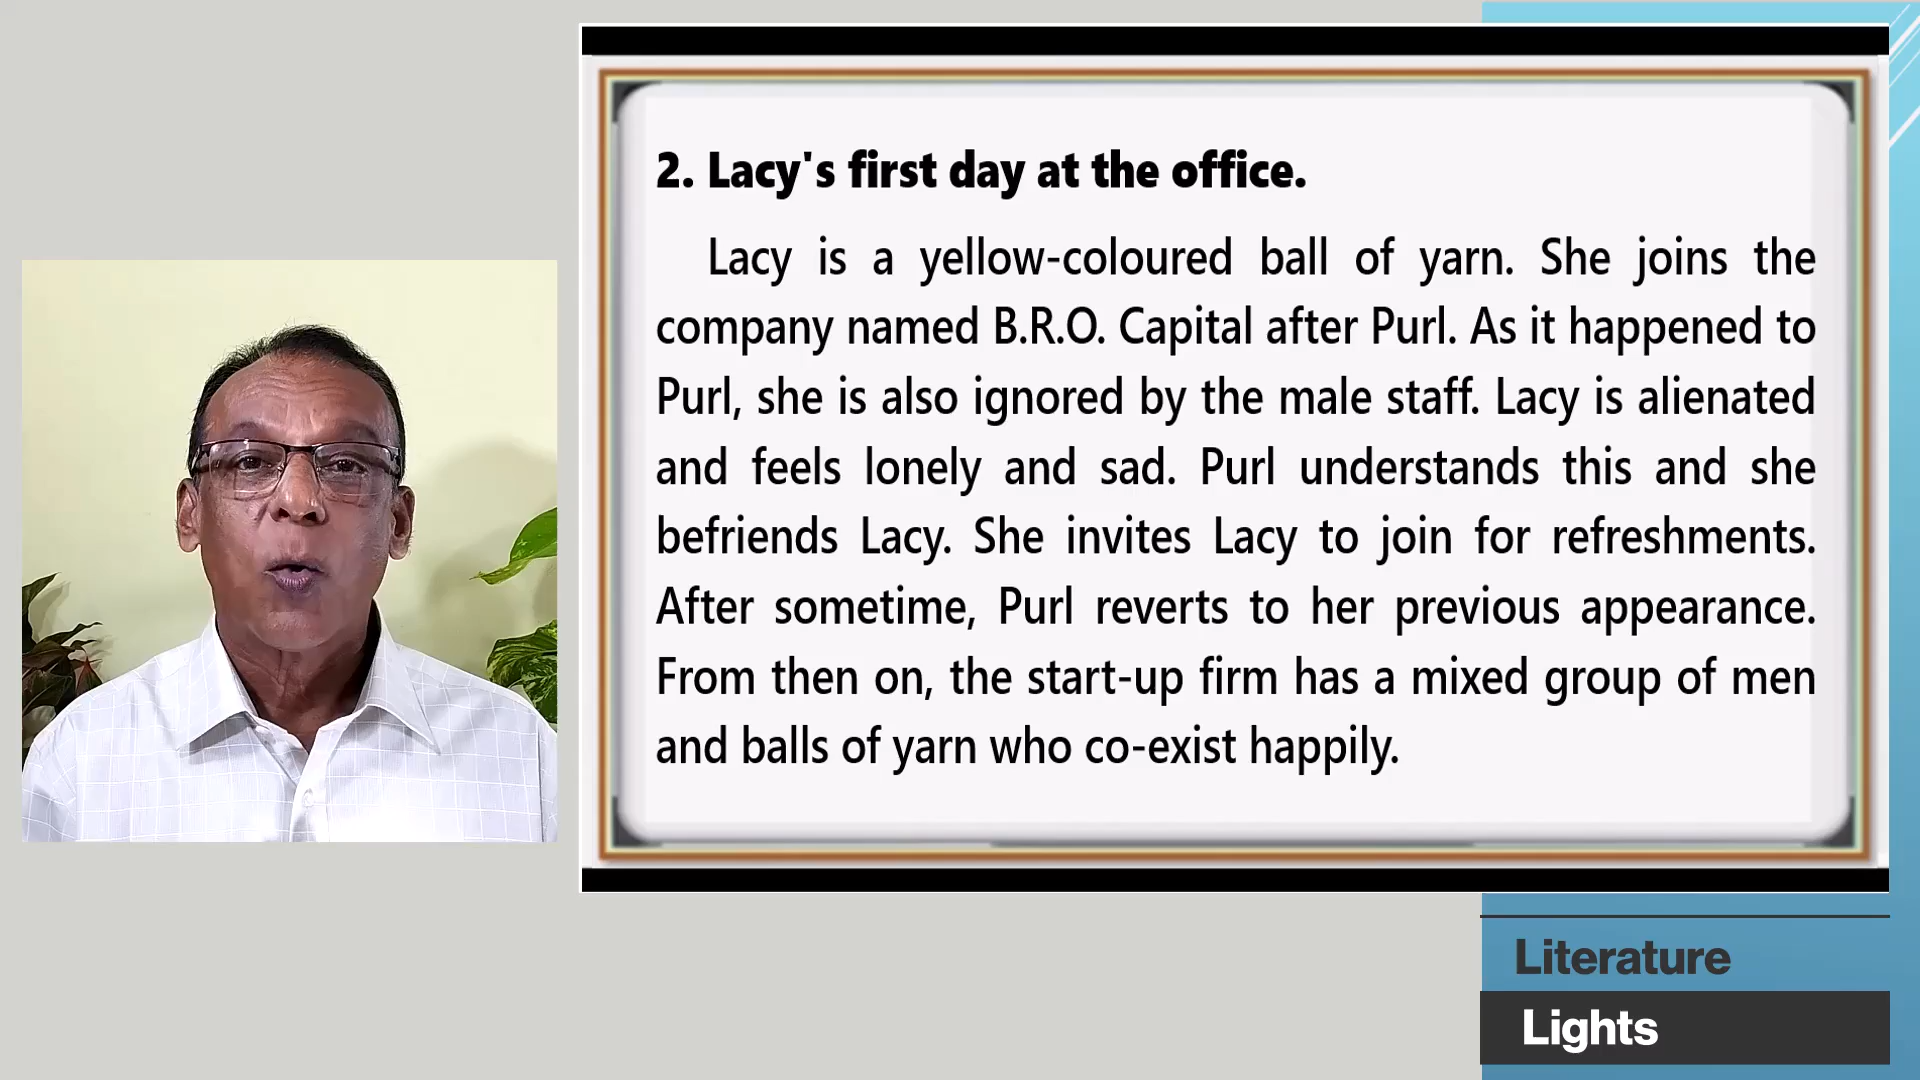 2. Lacy's first day at the office.
Lacy is a yellow-coloured ball of yarn. She joins the
company named B.R.O. Capital after Purl. As it happened to
Purl, she is also ignored by the male staff. Lacy is alienated
and feels lonely and sad. Purl understands this and she
befriends Lacy. She invites Lacy to join for refreshments.
After sometime, Purl reverts to her previous appearance.
From then on, the start-up firm has a mixed group of men
and balls of yarn who co-exist happily.
Literature
Lights